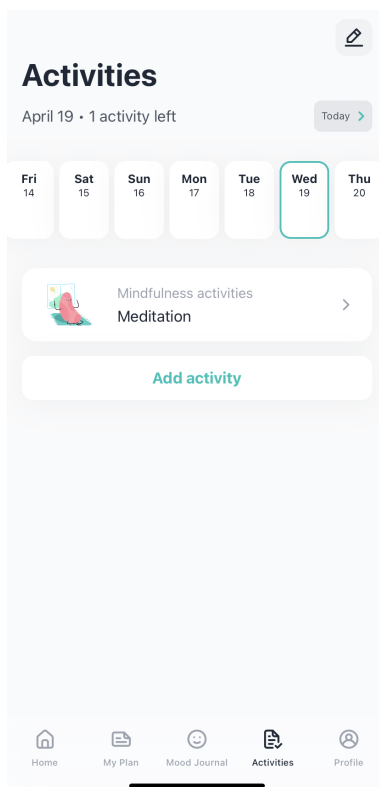 Activities
April 19 • 1 activity left
Today
Fri Sat Sun Mon Tue Wed Thu
14 15 16 17 18 19 20
Mindfulness activities
Meditation
Add activity
Home My Plan Mood Journal Activities Profile